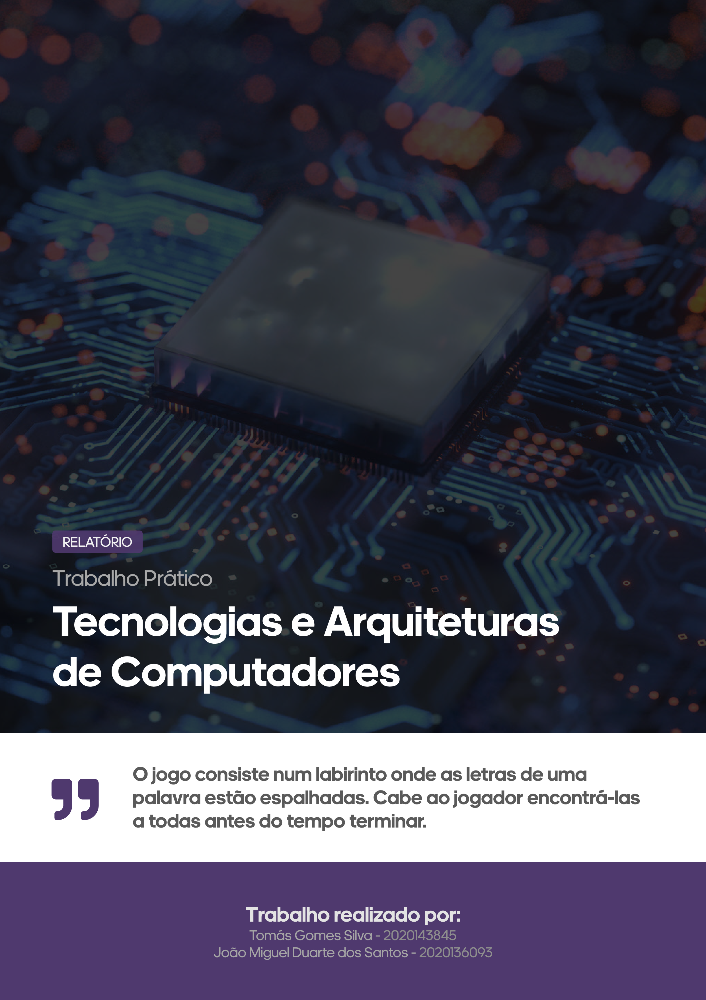 RELATÓRIO
Trabalho Prático
Tecnologias e Arquiteturas
de Computadores
O jogo consiste num labirinto onde as letras de uma
palavra estão espalhadas. Cabe ao jogador encontrá-las
a todas antes do tempo terminar.
Trabalho realizado por:
Tomás Gomes Silva - 2020143845
João Miguel Duarte dos Santos - 2020136093